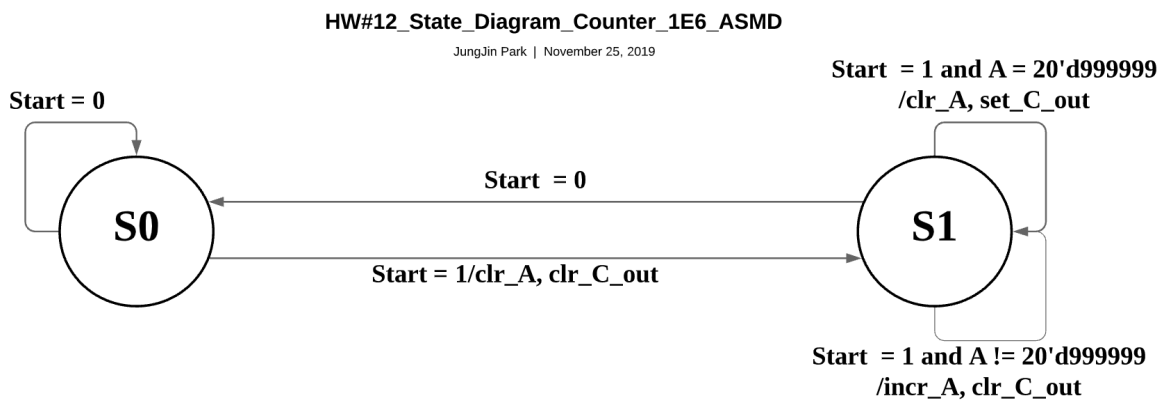 HW#12_State_Diagram_Counter_1E6_ASMD
JungJin Park | November 25, 2019
Start = 1 and A = 20'd999999
/clr_A, set_C_out
Start = 0
Start = 0
S0
S1
Start = 1/clr_A, clr_C_out
Start = 1 and A != 20'd999999
/incr_A, clr_C_out